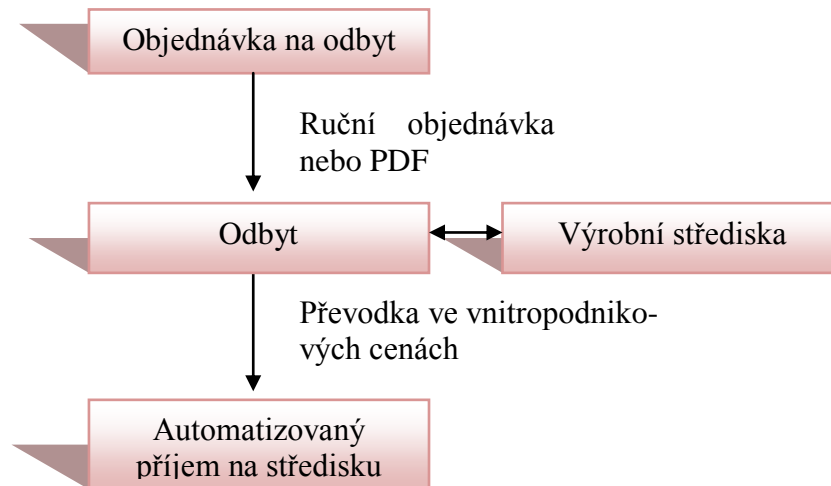 Objednávka na odbyt
Ruční objednávka
nebo PDF
Odbyt
Výrobní střediska
Převodka ve vnitropodniko-
vých cenách
Automatizovaný
příjem na středisku